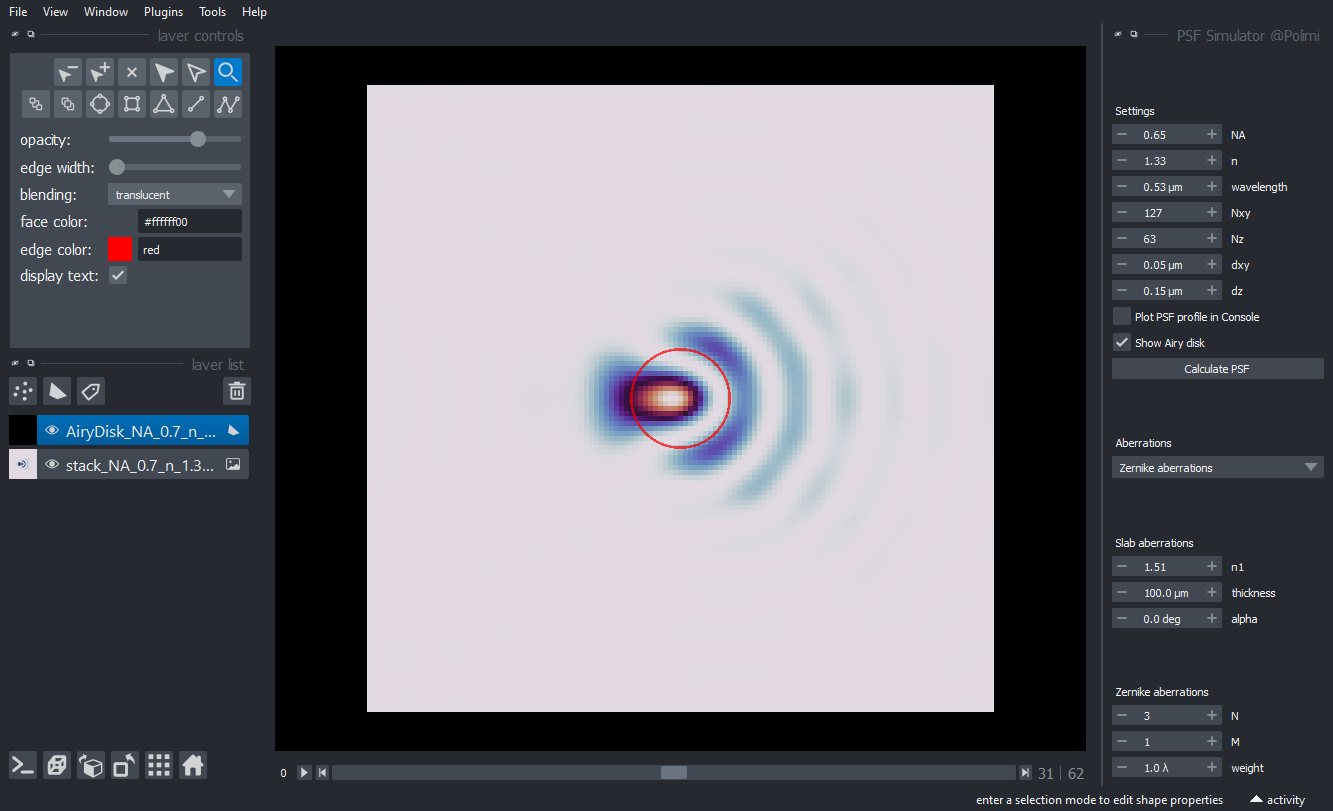 File View Window Plugins Tools Help
layer controls
opacity:
edge width:
blending: translucent
face color: #ffffff00
edge color: red
display text:
layer list
AiryDisk_NA_0.7_n_...
stack_NA_0.7_n_1.3...
0
31 | 62
PSF Simulator @Polimi
Settings
0.65 NA
1.33 n
0.53 µm wavelength
127 Nxy
63 Nz
0.05 µm dxy
0.15 µm dz
Plot PSF profile in Console
Show Airy disk
Calculate PSF
Aberrations
Zernike aberrations
Slab aberrations
1.51 n1
100.0 µm thickness
0.0 deg alpha
Zernike aberrations
3 N
1 M
1.0 λ weight
enter a selection mode to edit shape properties
activity